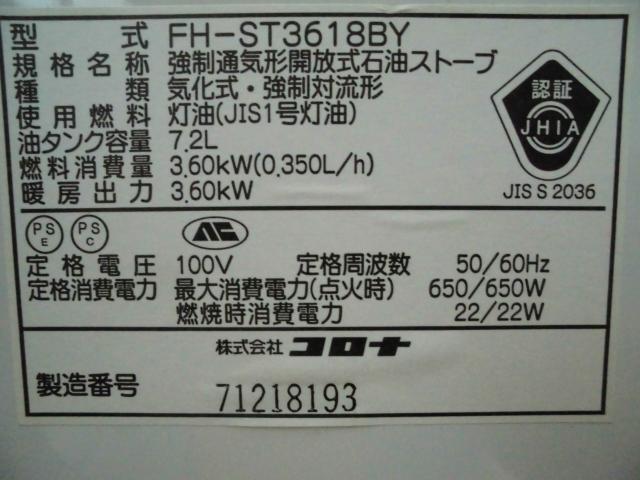 型式 FH-ST3618BY
規格名称 強制通気形開放式石油ストーブ
種類 気化式・強制対流形
使用燃料 灯油(JIS1号灯油)
油タンク容量 7.2L
燃料消費量 3.60kW(0.350L/h)
暖房出力 3.60kW
認証
JHIA
JIS S 2036
PS E PS C
定格電圧 100V 定格周波数 50/60Hz
定格消費電力 最大消費電力(点火時) 650/650W
燃焼時消費電力 22/22W
株式会社 コロナ
製造番号 71218193